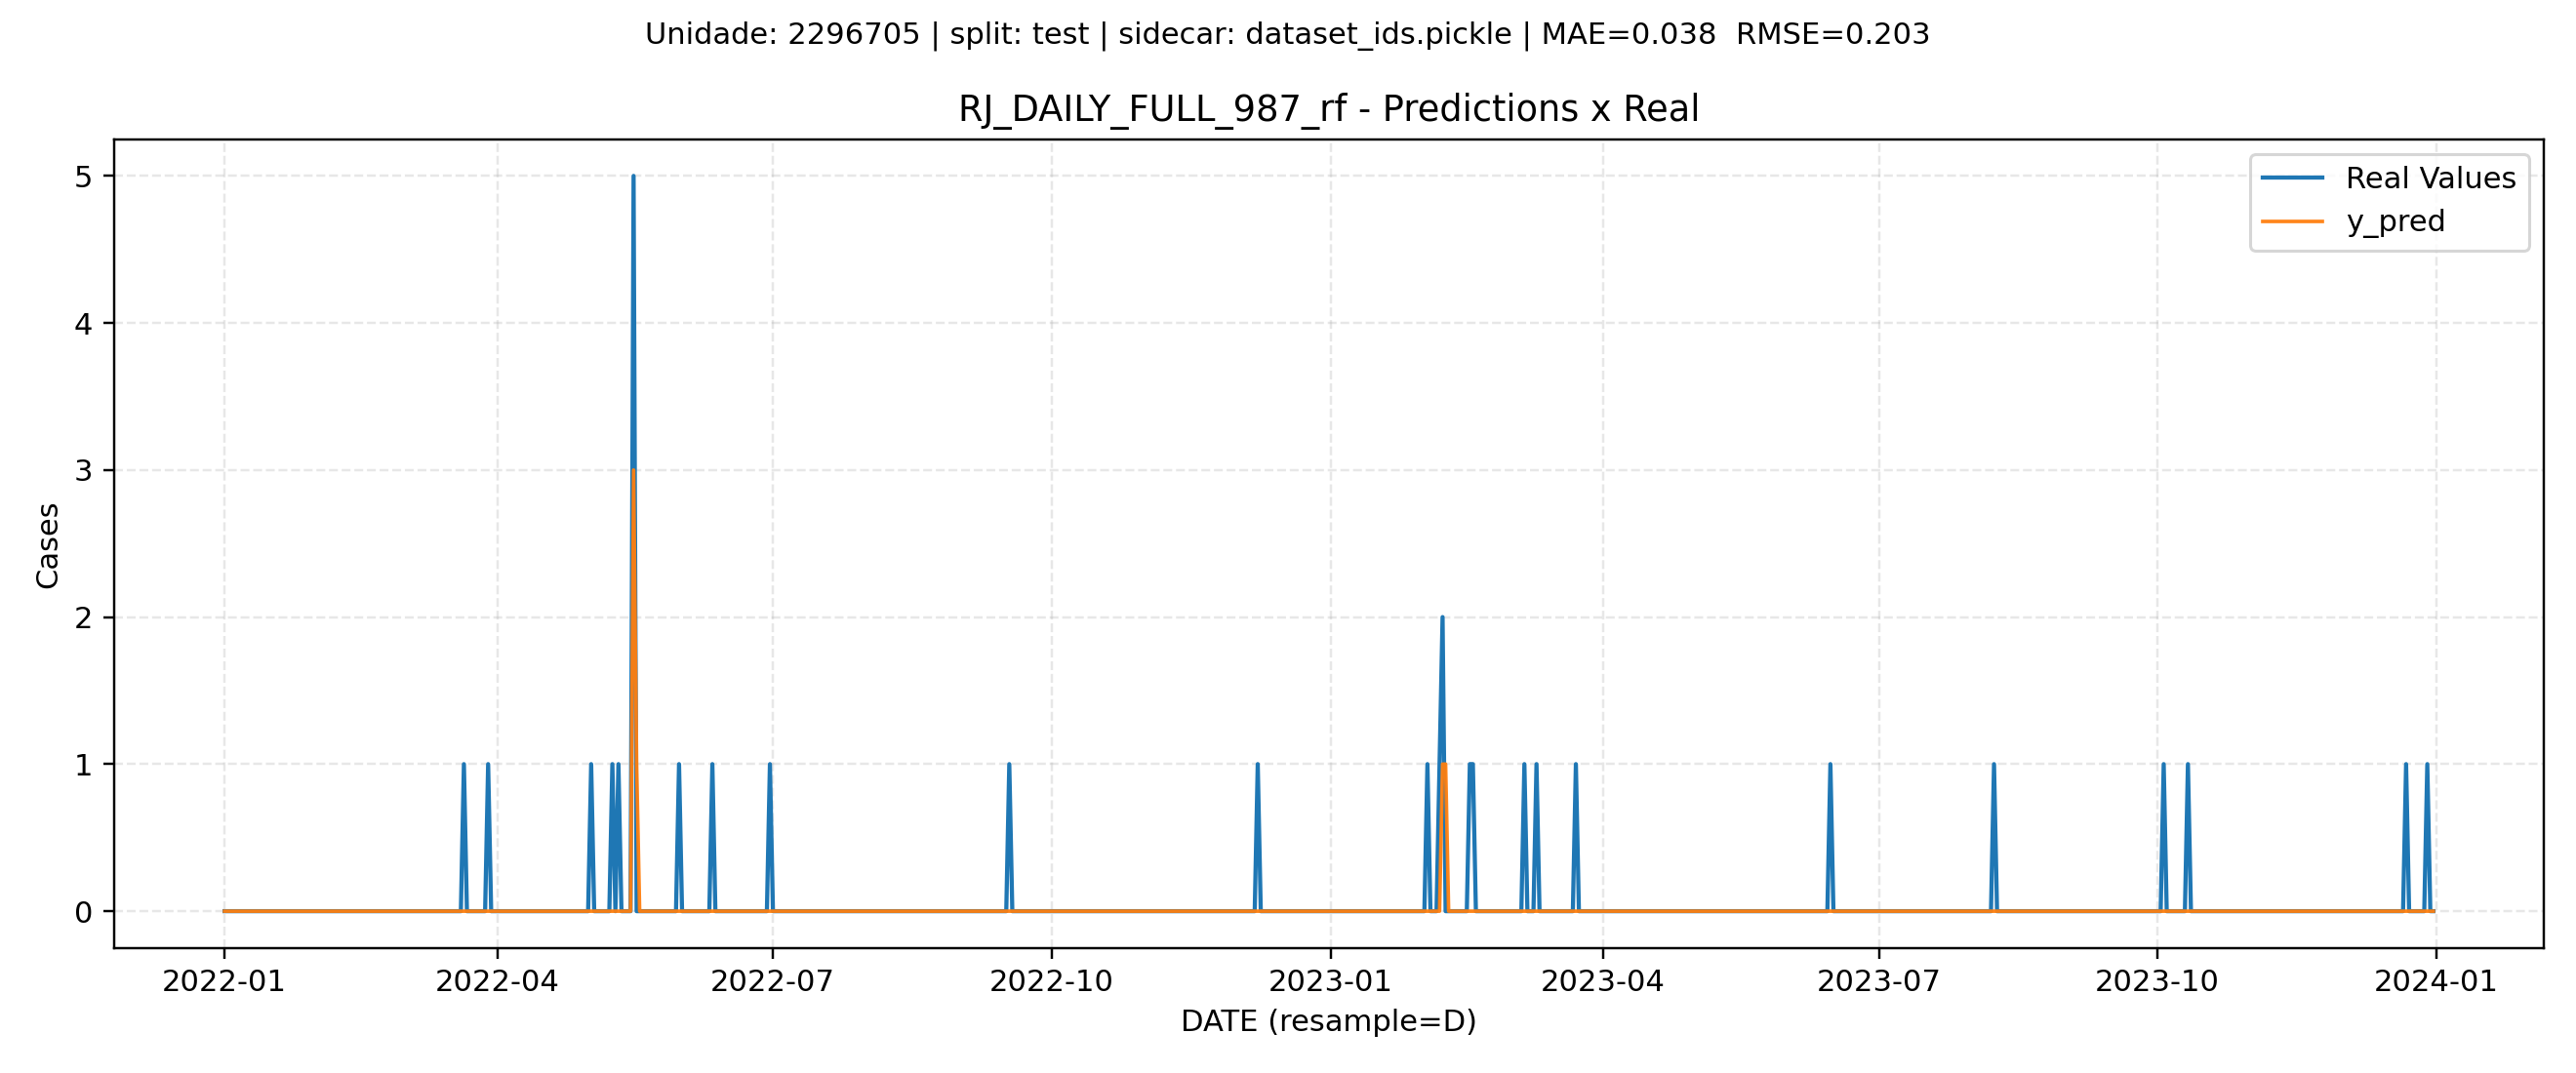 Unidade: 2296705 | split: test | sidecar: dataset_ids.pickle | MAE=0.038  RMSE=0.203
RJ_DAILY_FULL_987_rf - Predictions x Real
Real Values
y_pred
5
4
3
2
1
0
Cases
2022-01
2022-04
2022-07
2022-10
2023-01
2023-04
2023-07
2023-10
2024-01
DATE (resample=D)